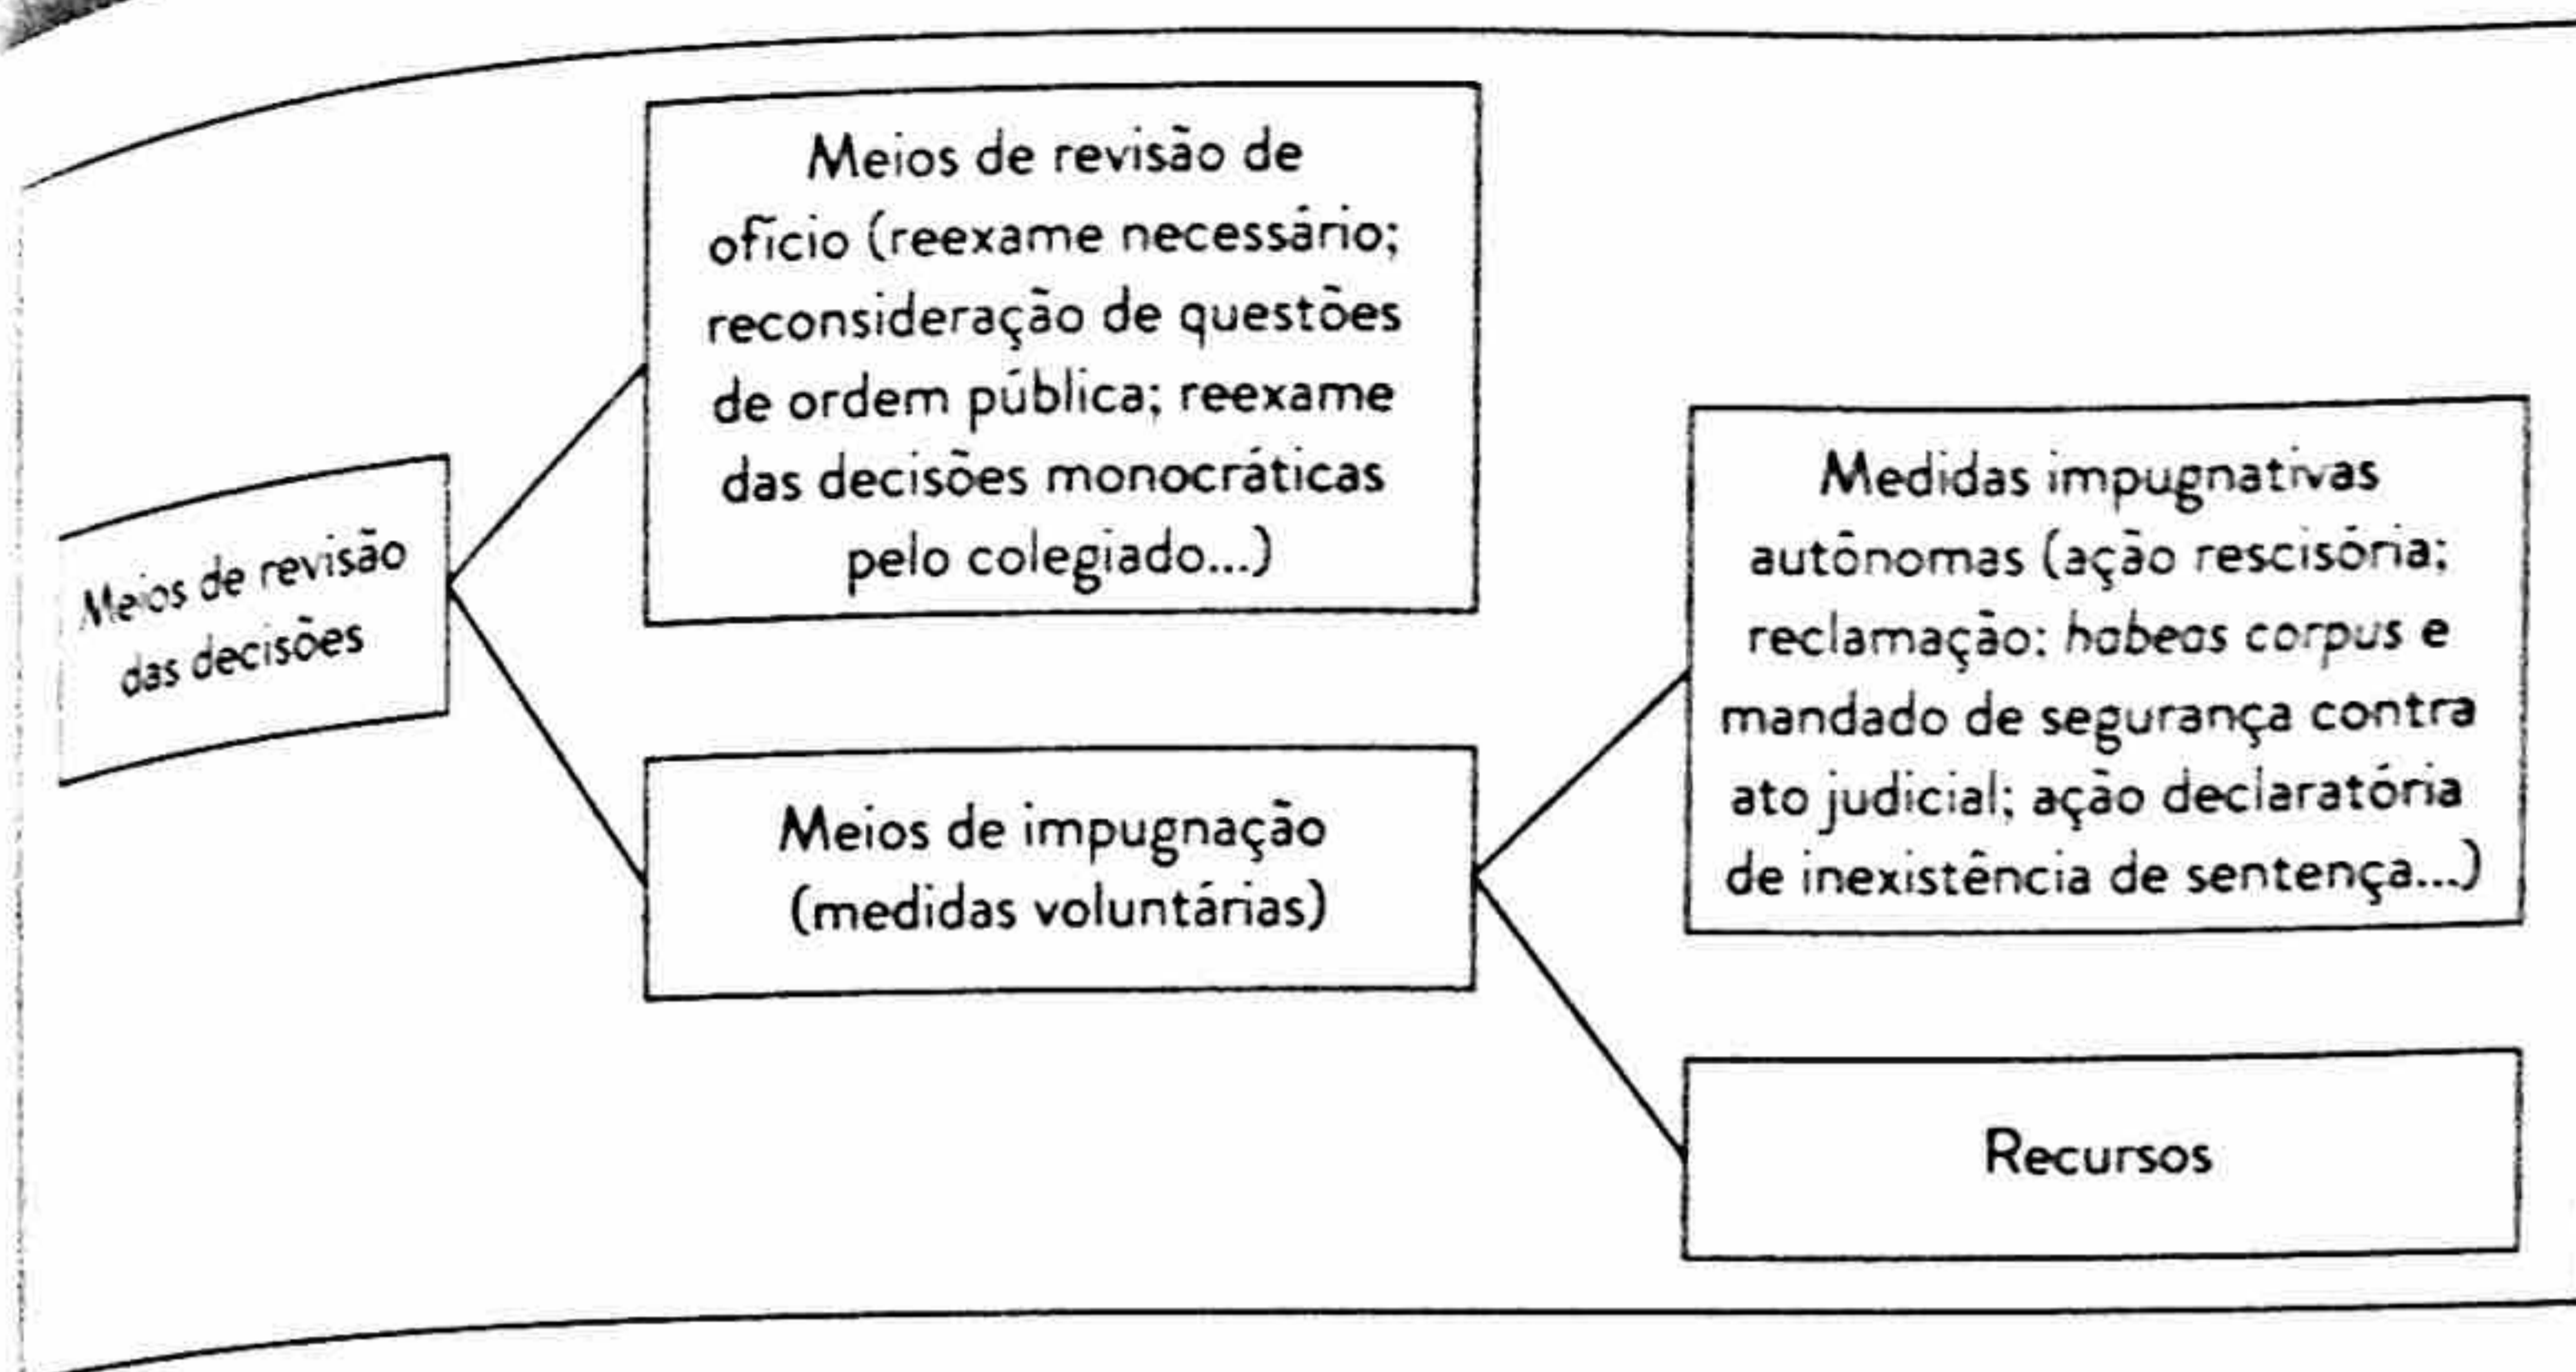 Meios de revisão
das decisões
Meios de revisão de
ofício (reexame necessário;
reconsideração de questões
de ordem pública; reexame
das decisões monocráticas
pelo colegiado...)
Meios de impugnação
(medidas voluntárias)
Medidas impugnativas
autônomas (ação rescisória;
reclamação; habeas corpus e
mandado de segurança contra
ato judicial; ação declaratória
de inexistência de sentença...)
Recursos